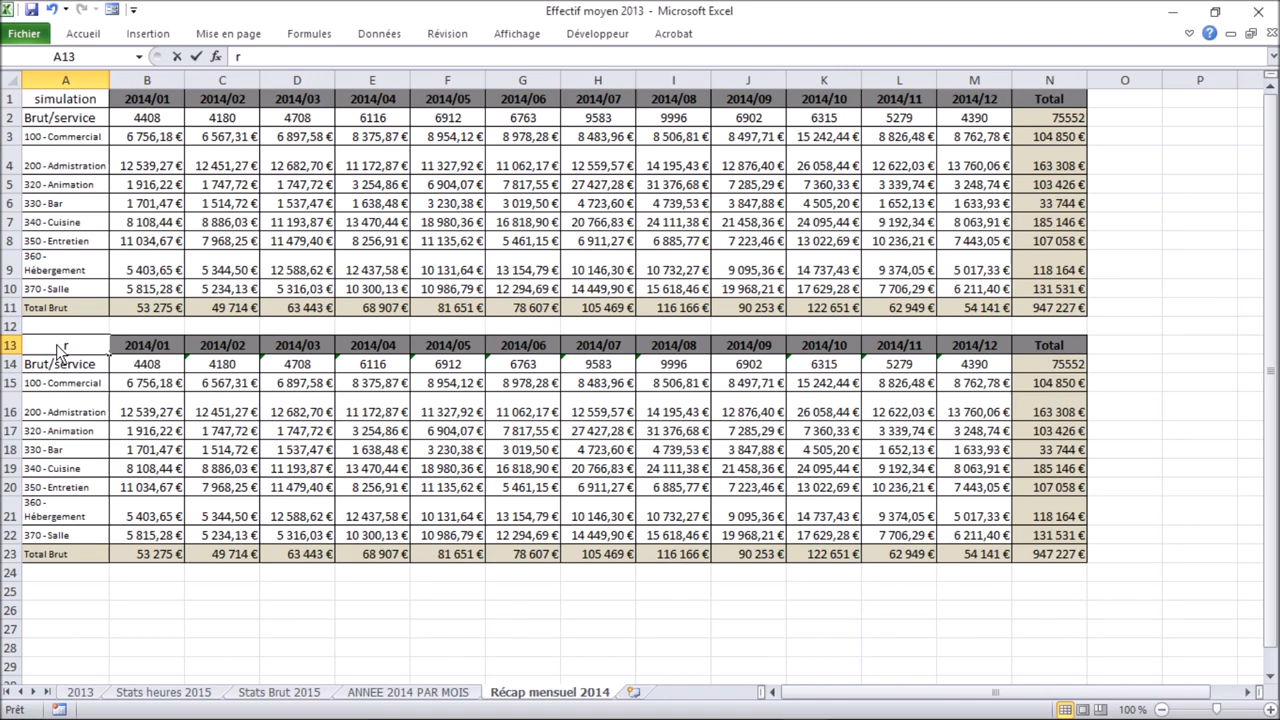 Effectif moyen 2013 - Microsoft Excel
Fichier Accueil Insertion Mise en page Formules Données Révision Affichage Développeur Acrobat
A13 fx r
A B C D E F G H I J K L M N O P
1 simulation 2014/01 2014/02 2014/03 2014/04 2014/05 2014/06 2014/07 2014/08 2014/09 2014/10 2014/11 2014/12 Total
2 Brut/service 4408 4180 4708 6116 6912 6763 9583 9996 6902 6315 5279 4390 75552
3 100 - Commercial 6 756,18 € 6 567,31 € 6 897,58 € 8 375,87 € 8 954,12 € 8 978,28 € 8 483,96 € 8 506,81 € 8 497,71 € 15 242,44 € 8 826,48 € 8 762,78 € 104 850 €
4 200 - Admistration 12 539,27 € 12 451,27 € 12 682,70 € 11 172,87 € 11 327,92 € 11 062,17 € 12 559,57 € 14 195,43 € 12 876,40 € 26 058,44 € 12 622,03 € 13 760,06 € 163 308 €
5 320 - Animation 1 916,22 € 1 747,72 € 1 747,72 € 3 254,86 € 6 904,07 € 7 817,55 € 27 427,28 € 31 376,68 € 7 285,29 € 7 360,33 € 3 339,74 € 3 248,74 € 103 426 €
6 330 - Bar 1 701,47 € 1 514,72 € 1 547,72 € 1 638,48 € 3 230,38 € 3 019,50 € 4 723,60 € 4 739,53 € 3 847,88 € 4 505,20 € 1 652,13 € 1 633,93 € 33 744 €
7 340 - Cuisine 8 108,44 € 8 886,03 € 11 193,87 € 13 470,44 € 18 980,36 € 16 818,90 € 20 766,83 € 24 111,38 € 21 458,36 € 24 095,44 € 9 192,34 € 8 063,91 € 185 146 €
8 350 - Entretien 11 034,67 € 7 968,25 € 11 479,40 € 8 256,91 € 11 135,62 € 5 461,15 € 6 911,27 € 6 885,77 € 7 223,46 € 13 022,69 € 10 236,21 € 7 443,05 € 107 058 €
360 -
9 Hébergement 5 403,65 € 5 344,50 € 12 588,62 € 12 437,58 € 10 131,64 € 13 154,79 € 10 146,30 € 10 732,27 € 9 095,36 € 14 737,43 € 9 374,05 € 5 017,33 € 118 164 €
10 370 - Salle 5 815,28 € 5 234,13 € 5 316,03 € 10 300,13 € 10 986,79 € 12 294,69 € 14 449,90 € 15 618,46 € 19 968,21 € 17 629,28 € 7 706,29 € 6 211,40 € 131 531 €
11 Total Brut 53 275 € 49 714 € 63 443 € 68 907 € 81 651 € 78 607 € 105 469 € 116 166 € 90 253 € 122 651 € 62 949 € 54 141 € 947 227 €
12
13 r 2014/01 2014/02 2014/03 2014/04 2014/05 2014/06 2014/07 2014/08 2014/09 2014/10 2014/11 2014/12 Total
14 Brut/service 4408 4180 4708 6116 6912 6763 9583 9996 6902 6315 5279 4390 75552
15 100 - Commercial 6 756,18 € 6 567,31 € 6 897,58 € 8 375,87 € 8 954,12 € 8 978,28 € 8 483,96 € 8 506,81 € 8 497,71 € 15 242,44 € 8 826,48 € 8 762,78 € 104 850 €
16 200 - Admistration 12 539,27 € 12 451,27 € 12 682,70 € 11 172,87 € 11 327,92 € 11 062,17 € 12 559,57 € 14 195,43 € 12 876,40 € 26 058,44 € 12 622,03 € 13 760,06 € 163 308 €
17 320 - Animation 1 916,22 € 1 747,72 € 1 747,72 € 3 254,86 € 6 904,07 € 7 817,55 € 27 427,28 € 31 376,68 € 7 285,29 € 7 360,33 € 3 339,74 € 3 248,74 € 103 426 €
18 330 - Bar 1 701,47 € 1 514,72 € 1 547,72 € 1 638,48 € 3 230,38 € 3 019,50 € 4 723,60 € 4 739,53 € 3 847,88 € 4 505,20 € 1 652,13 € 1 633,93 € 33 744 €
19 340 - Cuisine 8 108,44 € 8 886,03 € 11 193,87 € 13 470,44 € 18 980,36 € 16 818,90 € 20 766,83 € 24 111,38 € 21 458,36 € 24 095,44 € 9 192,34 € 8 063,91 € 185 146 €
20 350 - Entretien 11 034,67 € 7 968,25 € 11 479,40 € 8 256,91 € 11 135,62 € 5 461,15 € 6 911,27 € 6 885,77 € 7 223,46 € 13 022,69 € 10 236,21 € 7 443,05 € 107 058 €
360 -
21 Hébergement 5 403,65 € 5 344,50 € 12 588,62 € 12 437,58 € 10 131,64 € 13 154,79 € 10 146,30 € 10 732,27 € 9 095,36 € 14 737,43 € 9 374,05 € 5 017,33 € 118 164 €
22 370 - Salle 5 815,28 € 5 234,13 € 5 316,03 € 10 300,13 € 10 986,79 € 12 294,69 € 14 449,90 € 15 618,46 € 19 968,21 € 17 629,28 € 7 706,29 € 6 211,40 € 131 531 €
23 Total Brut 53 275 € 49 714 € 63 443 € 68 907 € 81 651 € 78 607 € 105 469 € 116 166 € 90 253 € 122 651 € 62 949 € 54 141 € 947 227 €
24
25
26
27
28
29
2013 Stats heures 2015 Stats Brut 2015 ANNEE 2014 PAR MOIS Récap mensuel 2014
Prêt 100 %